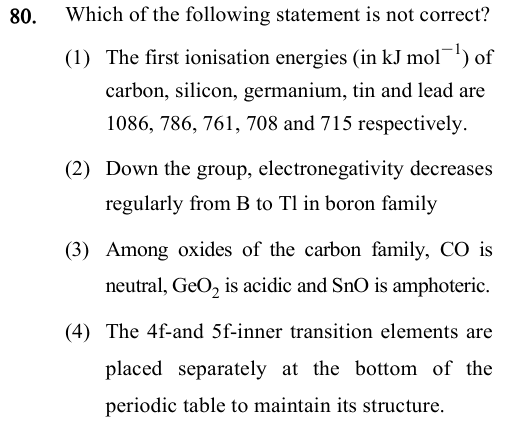 80. Which of the following statement is not correct?
(1) The first ionisation energies (in kJ mol⁻¹) of
carbon, silicon, germanium, tin and lead are
1086, 786, 761, 708 and 715 respectively.
(2) Down the group, electronegativity decreases
regularly from B to Tl in boron family
(3) Among oxides of the carbon family, CO is
neutral, GeO₂ is acidic and SnO is amphoteric.
(4) The 4f-and 5f-inner transition elements are
placed separately at the bottom of the
periodic table to maintain its structure.